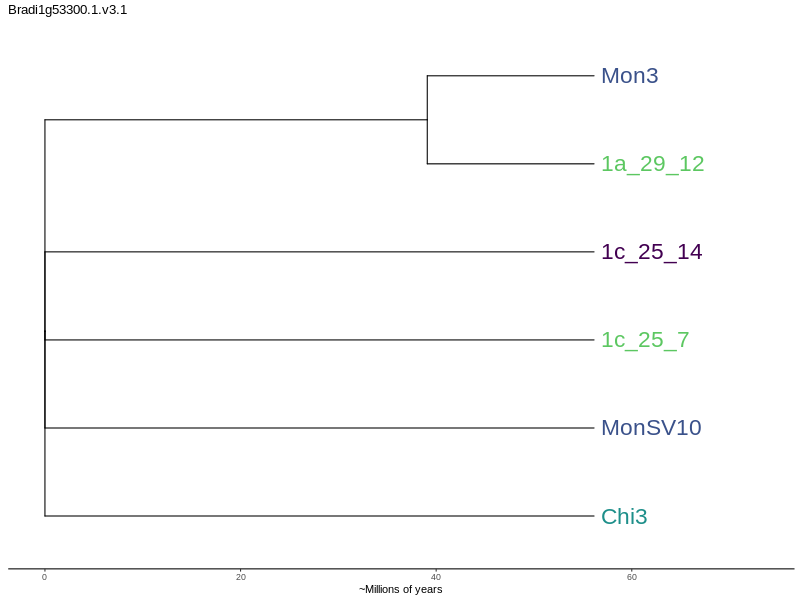 Bradi1g53300.1.v3.1
Mon3
1a_29_12
1c_25_14
1c_25_7
MonSV10
Chi3
0 20 40 60
~Millions of years